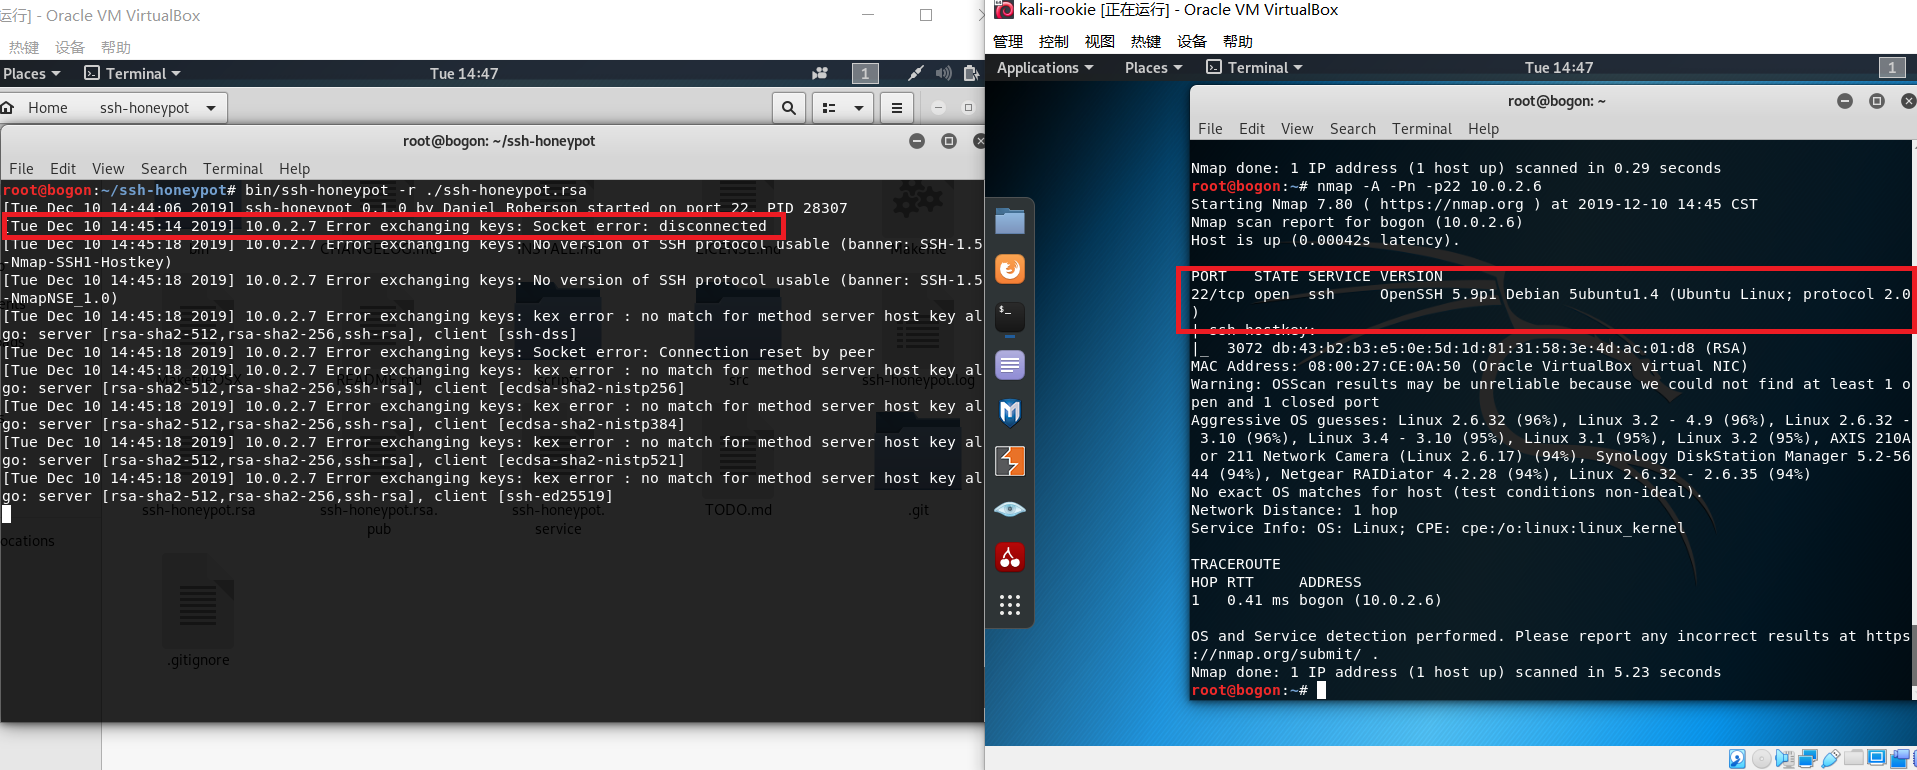 运行] - Oracle VM VirtualBox
热键 设备 帮助
Places Terminal Tue 14:47 1
Home ssh-honeypot
root@bogon: ~/ssh-honeypot
File Edit View Search Terminal Help
root@bogon:~/ssh-honeypot# bin/ssh-honeypot -r ./ssh-honeypot.rsa
[Tue Dec 10 14:44:06 2019] ssh-honeypot 0.1.0 by Daniel Roberson started on port 22. PID 28307
[Tue Dec 10 14:45:14 2019] 10.0.2.7 Error exchanging keys: Socket error: disconnected
[Tue Dec 10 14:45:18 2019] 10.0.2.7 Error exchanging keys: No version of SSH protocol usable (banner: SSH-1.5
-Nmap-SSH1-Hostkey)
[Tue Dec 10 14:45:18 2019] 10.0.2.7 Error exchanging keys: No version of SSH protocol usable (banner: SSH-1.5
-NmapNSE_1.0)
[Tue Dec 10 14:45:18 2019] 10.0.2.7 Error exchanging keys: kex error : no match for method server host key al
go: server [rsa-sha2-512,rsa-sha2-256,ssh-rsa], client [ssh-dss]
[Tue Dec 10 14:45:18 2019] 10.0.2.7 Error exchanging keys: Socket error: Connection reset by peer
[Tue Dec 10 14:45:18 2019] 10.0.2.7 Error exchanging keys: kex error : no match for method server host key al
go: server [rsa-sha2-512,rsa-sha2-256,ssh-rsa], client [ecdsa-sha2-nistp256]
[Tue Dec 10 14:45:18 2019] 10.0.2.7 Error exchanging keys: kex error : no match for method server host key al
go: server [rsa-sha2-512,rsa-sha2-256,ssh-rsa], client [ecdsa-sha2-nistp384]
[Tue Dec 10 14:45:18 2019] 10.0.2.7 Error exchanging keys: kex error : no match for method server host key al
go: server [rsa-sha2-512,rsa-sha2-256,ssh-rsa], client [ecdsa-sha2-nistp521]
[Tue Dec 10 14:45:18 2019] 10.0.2.7 Error exchanging keys: kex error : no match for method server host key al
go: server [rsa-sha2-512,rsa-sha2-256,ssh-rsa], client [ssh-ed25519]
ssh-honeypot.rsa ssh-honeypot.rsa. ssh-honeypot. TODO.md .git
pub service
ocations
.gitignore
kali-rookie [正在运行] - Oracle VM VirtualBox
管理 控制 视图 热键 设备 帮助
Applications Places Terminal Tue 14:47 1
root@bogon: ~
File Edit View Search Terminal Help
Nmap done: 1 IP address (1 host up) scanned in 0.29 seconds
root@bogon:~# nmap -A -Pn -p22 10.0.2.6
Starting Nmap 7.80 ( https://nmap.org ) at 2019-12-10 14:45 CST
Nmap scan report for bogon (10.0.2.6)
Host is up (0.00042s latency).
PORT STATE SERVICE VERSION
22/tcp open ssh OpenSSH 5.9p1 Debian 5ubuntu1.4 (Ubuntu Linux; protocol 2.0
)
| ssh-hostkey:
|_ 3072 db:43:b2:b3:e5:0e:5d:1d:81:31:58:3e:4d:ac:01:d8 (RSA)
MAC Address: 08:00:27:CE:0A:50 (Oracle VirtualBox virtual NIC)
Warning: OSScan results may be unreliable because we could not find at least 1 o
pen and 1 closed port
Aggressive OS guesses: Linux 2.6.32 (96%), Linux 3.2 - 4.9 (96%), Linux 2.6.32 -
3.10 (96%), Linux 3.4 - 3.10 (95%), Linux 3.1 (95%), Linux 3.2 (95%), AXIS 210A
or 211 Network Camera (Linux 2.6.17) (94%), Synology DiskStation Manager 5.2-56
44 (94%), Netgear RAIDiator 4.2.28 (94%), Linux 2.6.32 - 2.6.35 (94%)
No exact OS matches for host (test conditions non-ideal).
Network Distance: 1 hop
Service Info: OS: Linux; CPE: cpe:/o:linux:linux_kernel
TRACEROUTE
HOP RTT ADDRESS
1 0.41 ms bogon (10.0.2.6)
OS and Service detection performed. Please report any incorrect results at https
://nmap.org/submit/ .
Nmap done: 1 IP address (1 host up) scanned in 5.23 seconds
root@bogon:~#